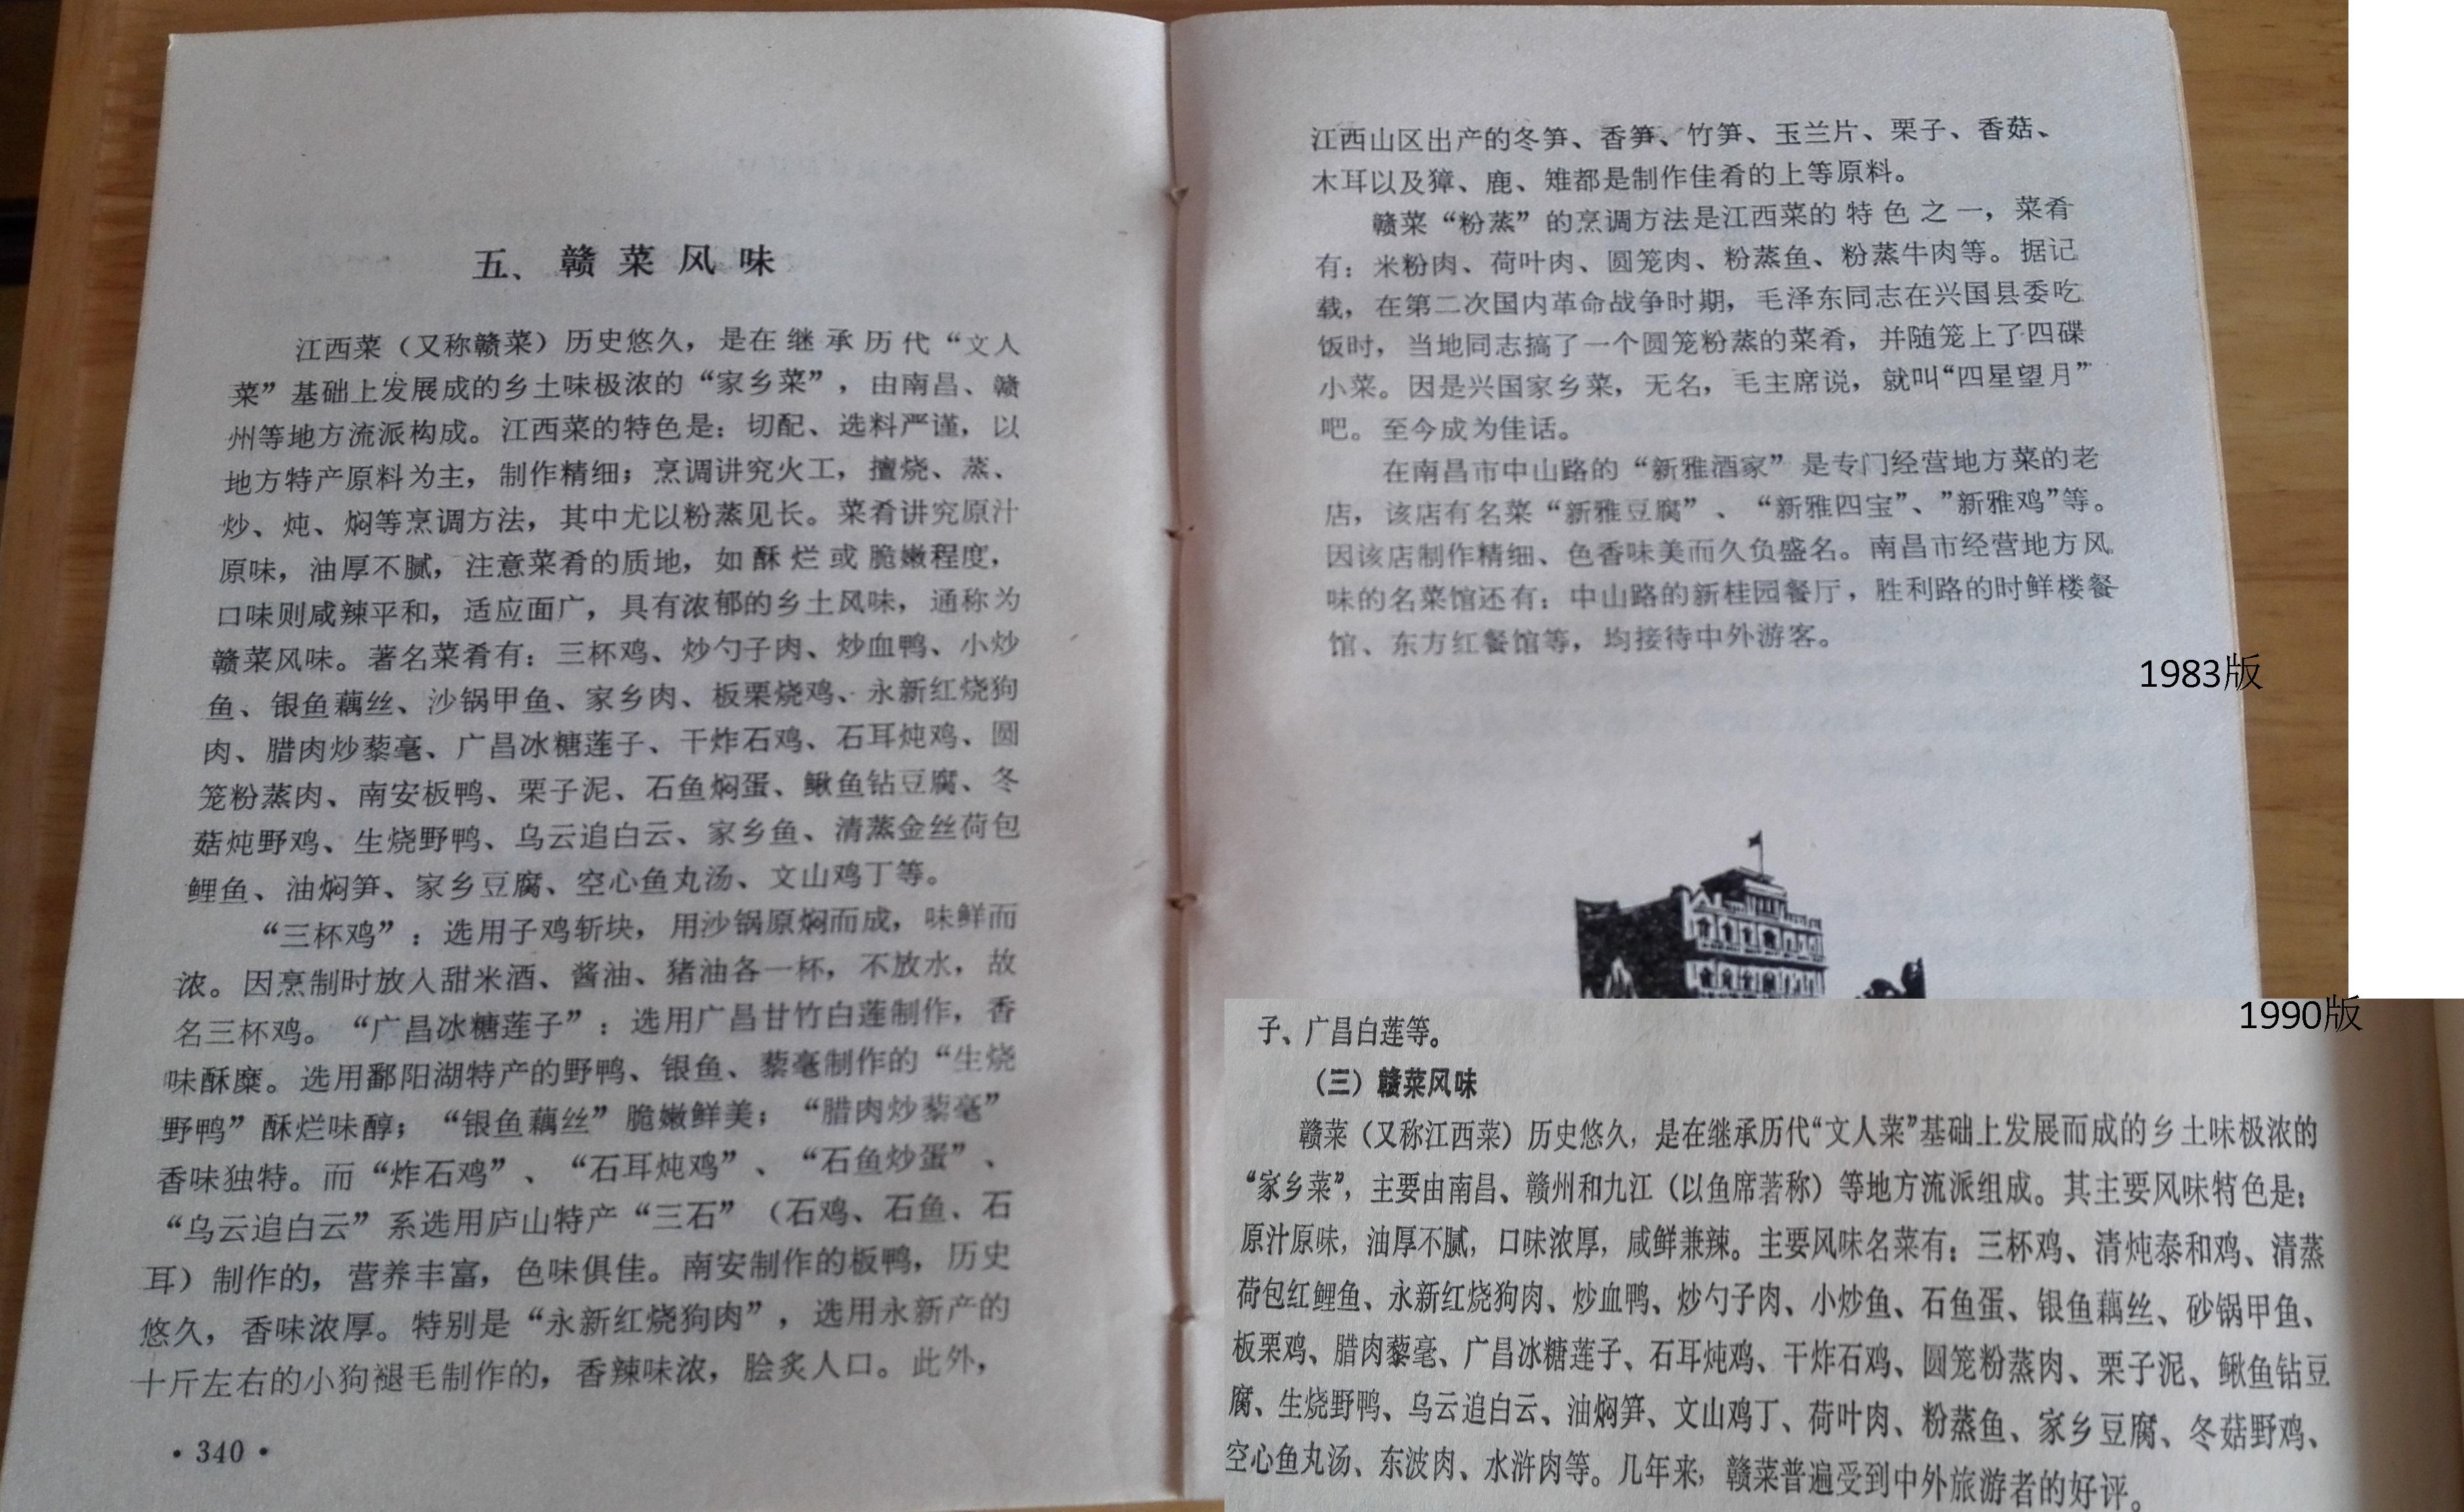 五、赣菜风味
江西菜（又称赣菜）历史悠久，是在继承历代“文人
菜”基础上发展成的乡土味极浓的“家乡菜”，由南昌、赣
州等地方流派构成。江西菜的特色是：切配、选料严谨，以
地方特产原料为主，制作精细；烹调讲究火工，擅烧、蒸、
炒、炖、焖等烹调方法，其中尤以粉蒸见长。菜肴讲究原汁
原味，油厚不腻，注意菜肴的质地，如酥烂或脆嫩程度，
口味则咸辣平和，适应面广，具有浓郁的乡土风味，通称为
赣菜风味。著名菜肴有：三杯鸡、炒勺子肉、炒血鸭、小炒
鱼、银鱼藕丝、沙锅甲鱼、家乡肉、板栗烧鸡、永新红烧狗
肉、腊肉炒藜毫、广昌冰糖莲子、干炸石鸡、石耳炖鸡、圆
笼粉蒸肉、南安板鸭、栗子泥、石鱼焖蛋、鳅鱼钻豆腐、冬
菇炖野鸡、生烧野鸭、乌云追白云、家乡鱼、清蒸金丝荷包
鲤鱼、油焖笋、家乡豆腐、空心鱼丸汤、文山鸡丁等。
“三杯鸡”：选用子鸡斩块，用沙锅原焖而成，味鲜而
浓。因烹制时放入甜米酒、酱油、猪油各一杯，不放水，故
名三杯鸡。“广昌冰糖莲子”：选用广昌甘竹白莲制作，香
味酥糜。选用鄱阳湖特产的野鸭、银鱼、藜毫制作的“生烧
野鸭”酥烂味醇；“银鱼藕丝”脆嫩鲜美；“腊肉炒藜毫”
香味独特。而“炸石鸡”、“石耳炖鸡”、“石鱼炒蛋”、
“乌云追白云”系选用庐山特产“三石”（石鸡、石鱼、石
耳）制作的，营养丰富，色味俱佳。南安制作的板鸭，历史
悠久，香味浓厚。特别是“永新红烧狗肉”，选用永新产的
十斤左右的小狗褪毛制作的，香辣味浓，脍炙人口。此外，
·340·
江西山区出产的冬笋、香笋、竹笋、玉兰片、栗子、香菇、
木耳以及獐、鹿、雉都是制作佳肴的上等原料。
赣菜“粉蒸”的烹调方法是江西菜的特色之一，菜肴
有：米粉肉、荷叶肉、圆笼肉、粉蒸鱼、粉蒸牛肉等。据记
载，在第二次国内革命战争时期，毛泽东同志在兴国县委吃
饭时，当地同志搞了一个圆笼粉蒸的菜肴，并随笼上了四碟
小菜。因是兴国家乡菜，无名，毛主席说，就叫“四星望月”
吧。至今成为佳话。
在南昌市中山路的“新雅酒家”是专门经营地方菜的老
店，该店有名菜“新雅豆腐”、“新雅四宝”、”新雅鸡”等。
因该店制作精细、色香味美而久负盛名。南昌市经营地方风
味的名菜馆还有：中山路的新桂园餐厅，胜利路的时鲜楼餐
馆、东方红餐馆等，均接待中外游客。
1983版
1990版
子、广昌白莲等。
（三）赣菜风味
赣菜（又称江西菜）历史悠久，是在继承历代“文人菜”基础上发展而成的乡土味极浓的
“家乡菜”，主要由南昌、赣州和九江（以鱼席著称）等地方流派组成。其主要风味特色是：
原汁原味，油厚不腻，口味浓厚，咸鲜兼辣。主要风味名菜有：三杯鸡、清炖泰和鸡、清蒸
荷包红鲤鱼、永新红烧狗肉、炒血鸭、炒勺子肉、小炒鱼、石鱼蛋、银鱼藕丝、砂锅甲鱼、
板栗鸡、腊肉藜毫、广昌冰糖莲子、石耳炖鸡、干炸石鸡、圆笼粉蒸肉、栗子泥、鳅鱼钻豆
腐、生烧野鸭、乌云追白云、油焖笋、文山鸡丁、荷叶肉、粉蒸鱼、家乡豆腐、冬菇野鸡、
空心鱼丸汤、东波肉、水浒肉等。几年来，赣菜普遍受到中外旅游者的好评。